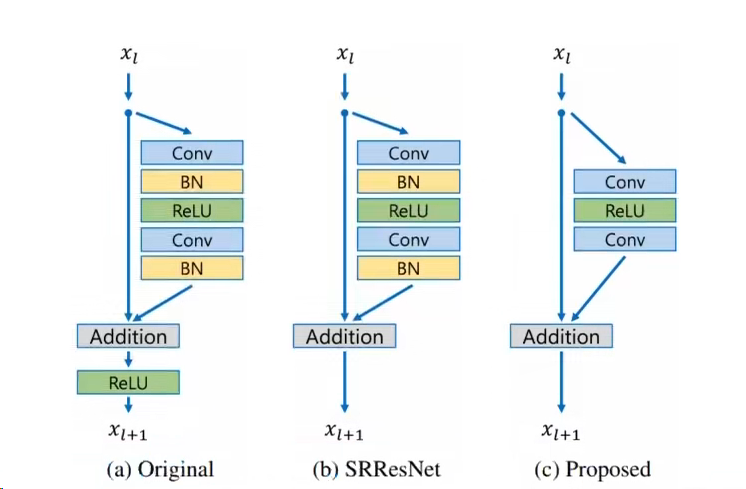 x_l
Conv
BN
ReLU
Conv
BN
Addition
ReLU
x_{l+1}
(a) Original
x_l
Conv
BN
ReLU
Conv
BN
Addition
x_{l+1}
(b) SRResNet
x_l
Conv
ReLU
Conv
Addition
x_{l+1}
(c) Proposed